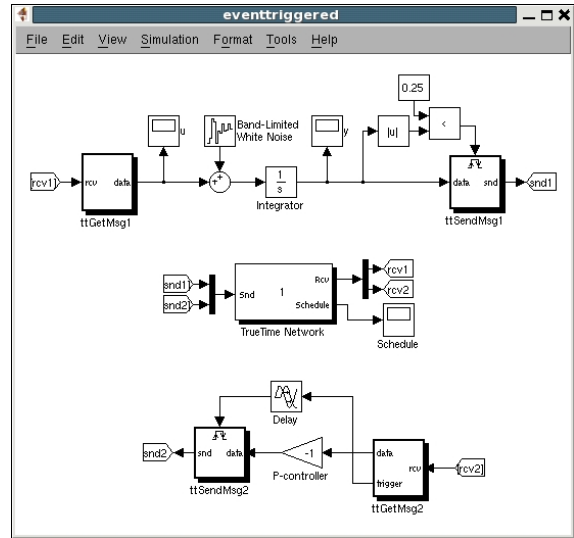 eventtriggered
File Edit View Simulation Format Tools Help
0.25
u
Band-Limited
White Noise
y
|u|
<
[rcv1]
rcv data
ttGetMsg1
++
1
s
Integrator
data snd
ttSendMsg1
snd1
snd1]
snd2]
Snd 1 Rcv
Schedule
TrueTime Network
rcv1
rcv2
Schedule
Delay
snd2
snd data
ttSendMsg2
-1
P-controller
data
rcv
trigger
ttGetMsg2
[rcv2]